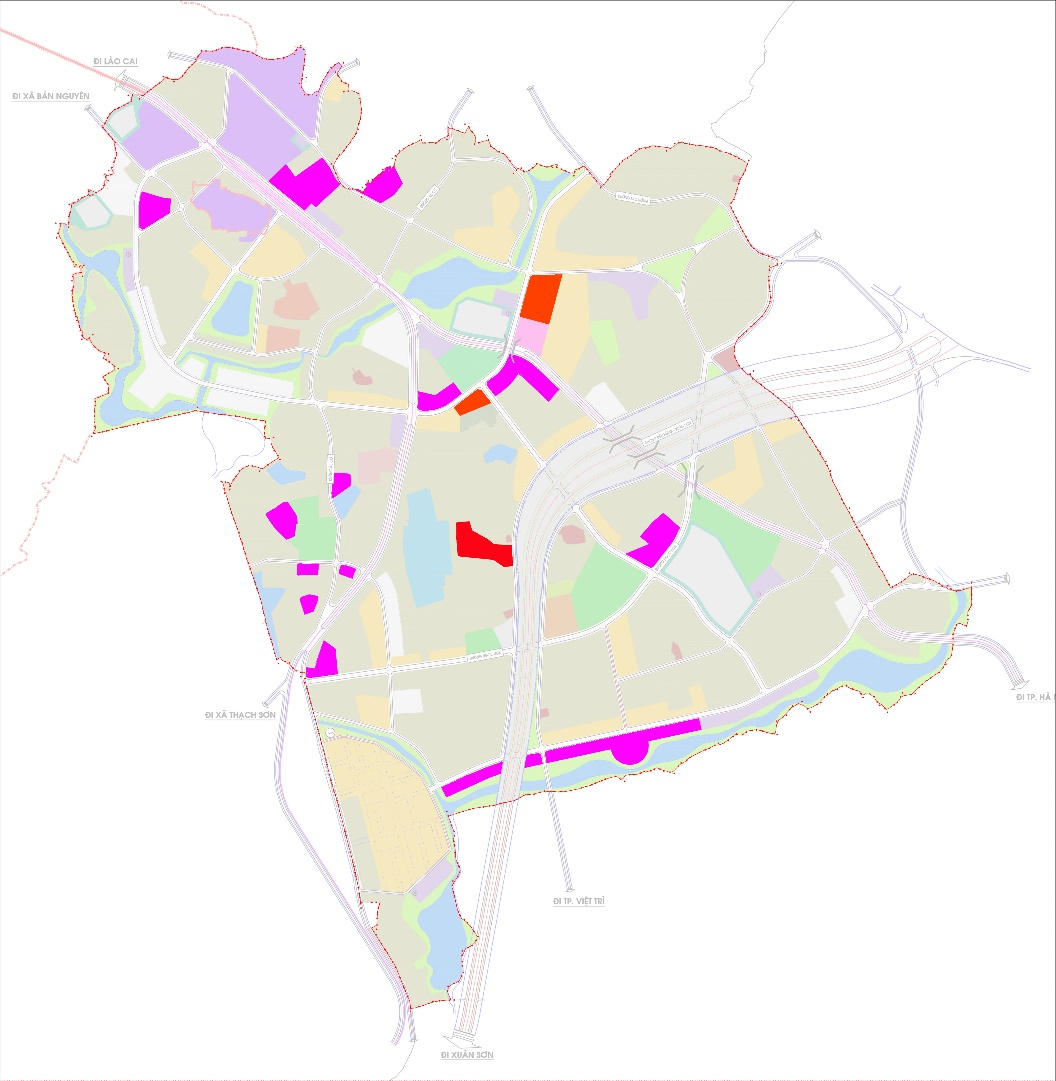 ĐI LÀO CAI
ĐI XÃ BẢN NGUYÊN
ĐI XÃ THẠCH SƠN
ĐI TP. HÀ
ĐI TP. VIỆT TRÌ
ĐI XUÂN SƠN